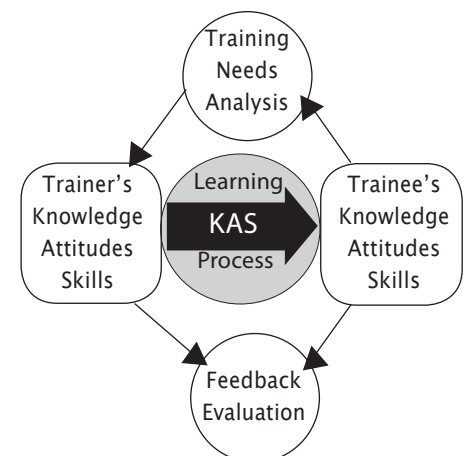 Training
Needs
Analysis
Trainer's
Knowledge
Attitudes
Skills
Learning
KAS
Process
Trainee's
Knowledge
Attitudes
Skills
Feedback
Evaluation